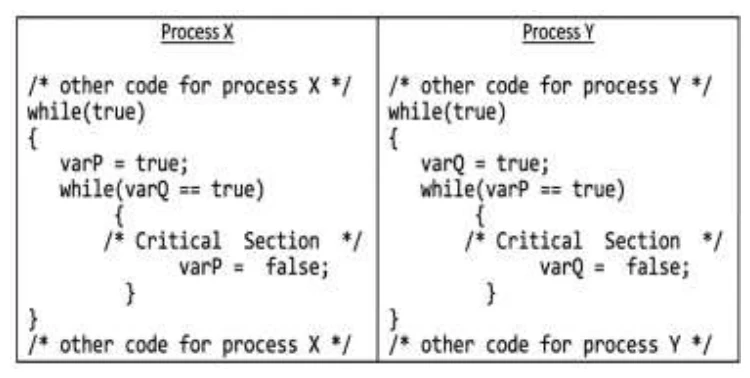 Process X
/* other code for process X */
while(true)
{
varP = true;
while(varQ == true)
{
/* Critical Section */
varP = false;
}
}
/* other code for process X */
Process Y
/* other code for process Y */
while(true)
{
varQ = true;
while(varP == true)
{
/* Critical Section */
varQ = false;
}
}
/* other code for process Y */